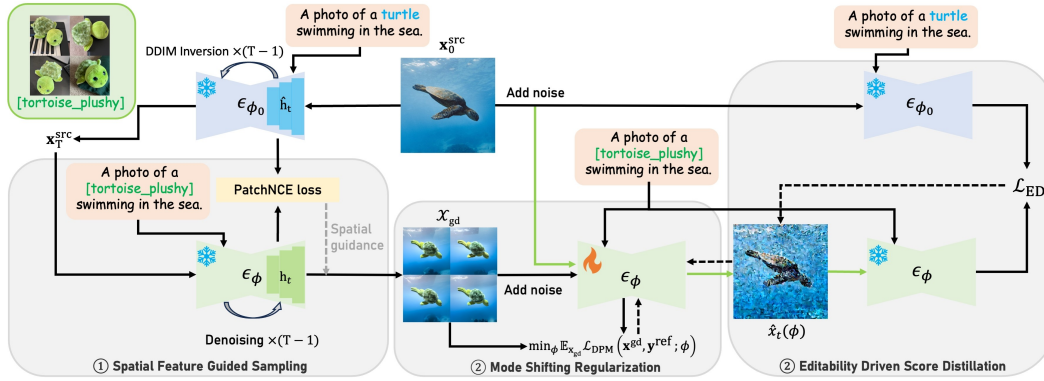 [tortoise_plushy]
DDIM Inversion ×(T − 1)
A photo of a turtle
swimming in the sea.
x_0^src
A photo of a turtle
swimming in the sea.
ϵ_ϕ0
ĥ_t
Add noise
ϵ_ϕ0
x_T^src
A photo of a
[tortoise_plushy]
swimming in the sea.
PatchNCE loss
Spatial
guidance
A photo of a
[tortoise_plushy]
swimming in the sea.
ℒ_ED
𝒳_gd
ϵ_ϕ
h_t
Add noise
ϵ_ϕ
ϵ_ϕ
x̂_t(ϕ)
Denoising ×(T − 1)
min_ϕ 𝔼_x_gd ℒ_DPM (x^gd, y^ref; ϕ)
① Spatial Feature Guided Sampling
② Mode Shifting Regularization
② Editability Driven Score Distillation